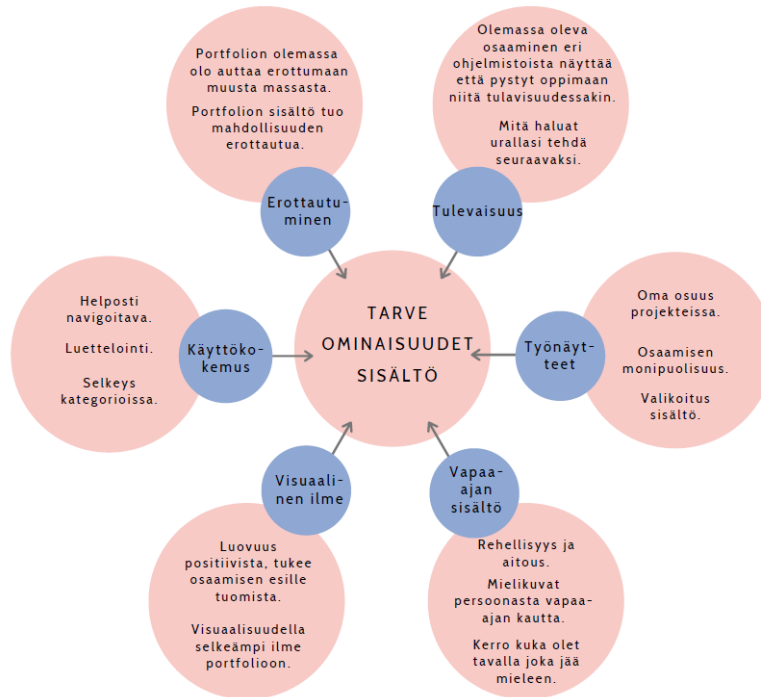 Portfolion olemassa
olo auttaa erottumaan
muusta massasta.
Portfolion sisältö tuo
mahdollisuuden
erottautua.
Erottautu-
minen
Olemassa oleva
osaaminen eri
ohjelmistoista näyttää
että pystyt oppimaan
niitä tulavisuudessakin.
Mitä haluat
urallasi tehdä
seuraavaksi.
Tulevaisuus
Helposti
navigoitava.
Luettelointi.
Selkeys
kategorioissa.
Käyttöko-
kemus
TARVE
OMINAISUUDET
SISÄLTÖ
Työnäyt-
teet
Oma osuus
projekteissa.
Osaamisen
monipuolisuus.
Valikoitus
sisältö.
Visuaali-
nen ilme
Luovuus
positiivista, tukee
osaamisen esille
tuomista.
Visuaalisuudella
selkeämpi ilme
portfolioon.
Vapaa-
ajan
sisältö
Rehellisyys ja
aitous.
Mielikuvat
persoonasta vapaa-
ajan kautta.
Kerro kuka olet
tavalla joka jää
mieleen.